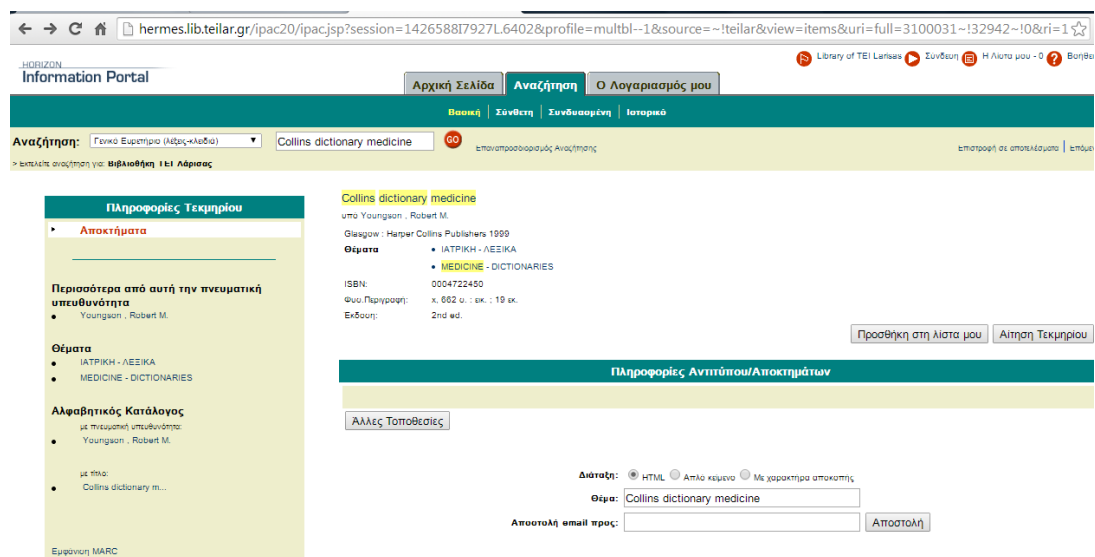 hermes.lib.teilar.gr/ipac20/ipac.jsp?session=1426588I7927L.6402&profile=multbl--1&source=~!teilar&view=items&uri=full=3100031~!32942~!0&ri=1
HORIZON
Information Portal
Library of TEI Larisas Σύνδεση Η Λίστα μου - 0 Βοήθει
Αρχική Σελίδα Αναζήτηση Ο Λογαριασμός μου
Βασική Σύνθετη Συνδυασμένη Ιστορικό
Αναζήτηση: Γενικό Ευρετήριο (λέξεις-κλειδιά) Collins dictionary medicine GO Επαναπροσδιορισμός Αναζήτησης Επιστροφή σε αποτελέσματα Επόμεν
> Εκτελείτε αναζήτηση για: Βιβλιοθήκη ΤΕΙ Λάρισας
Πληροφορίες Τεκμηρίου
Αποκτήματα
Περισσότερα από αυτή την πνευματική
υπευθυνότητα
Youngson , Robert M.
Θέματα
ΙΑΤΡΙΚΗ - ΛΕΞΙΚΑ
MEDICINE - DICTIONARIES
Αλφαβητικός Κατάλογος
με πνευματική υπευθυνότητα:
Youngson , Robert M.
με τίτλο:
Collins dictionary m...
Εμφάνιση MARC
Collins dictionary medicine
υπό Youngson , Robert M.
Glasgow : Harper Collins Publishers 1999
Θέματα • ΙΑΤΡΙΚΗ - ΛΕΞΙΚΑ
• MEDICINE - DICTIONARIES
ISBN: 0004722450
Φυσ.Περιγραφή: x, 662 σ. : εικ. ; 19 εκ.
Έκδοση: 2nd ed.
Προσθήκη στη λίστα μου Αίτηση Τεκμηρίου
Πληροφορίες Αντιτύπου/Αποκτημάτων
Άλλες Τοποθεσίες
Διάταξη: HTML Απλό κείμενο Με χαρακτήρα αποκοπής
Θέμα: Collins dictionary medicine
Αποστολή email προς: Αποστολή